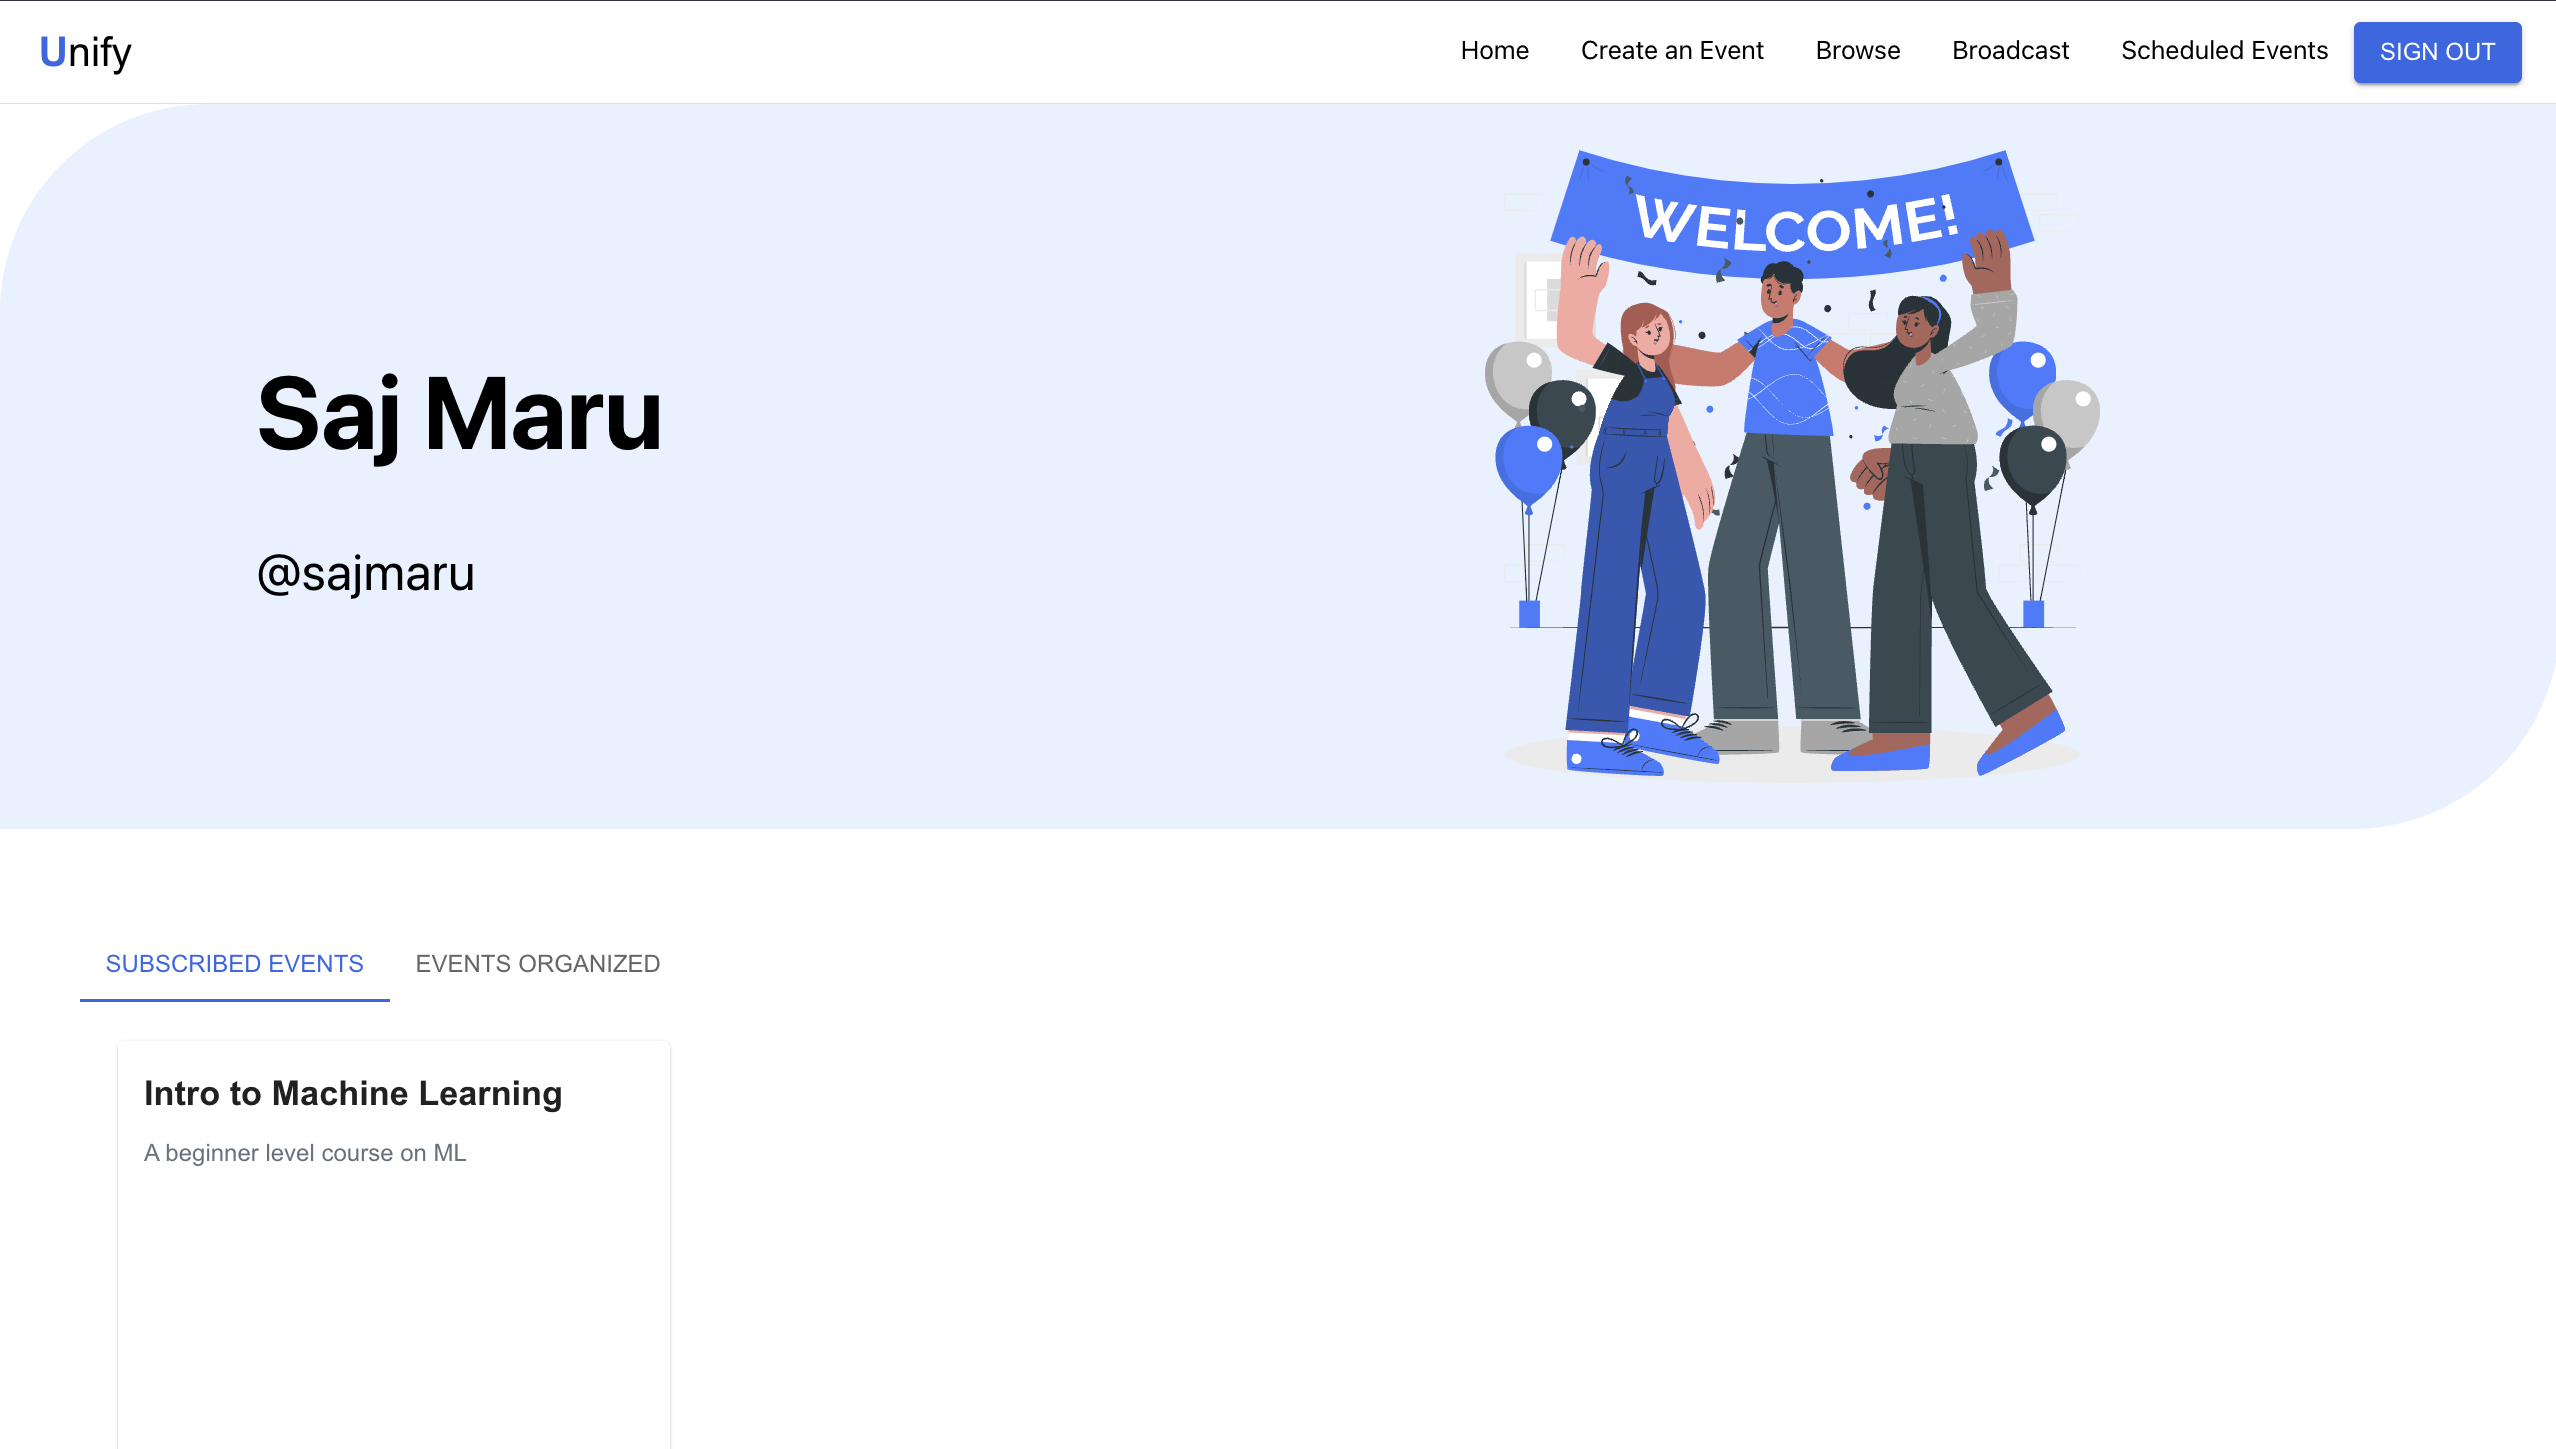 Unify
Home Create an Event Browse Broadcast Scheduled Events SIGN OUT
WELCOME!
Saj Maru
@sajmaru
SUBSCRIBED EVENTS EVENTS ORGANIZED
Intro to Machine Learning
A beginner level course on ML